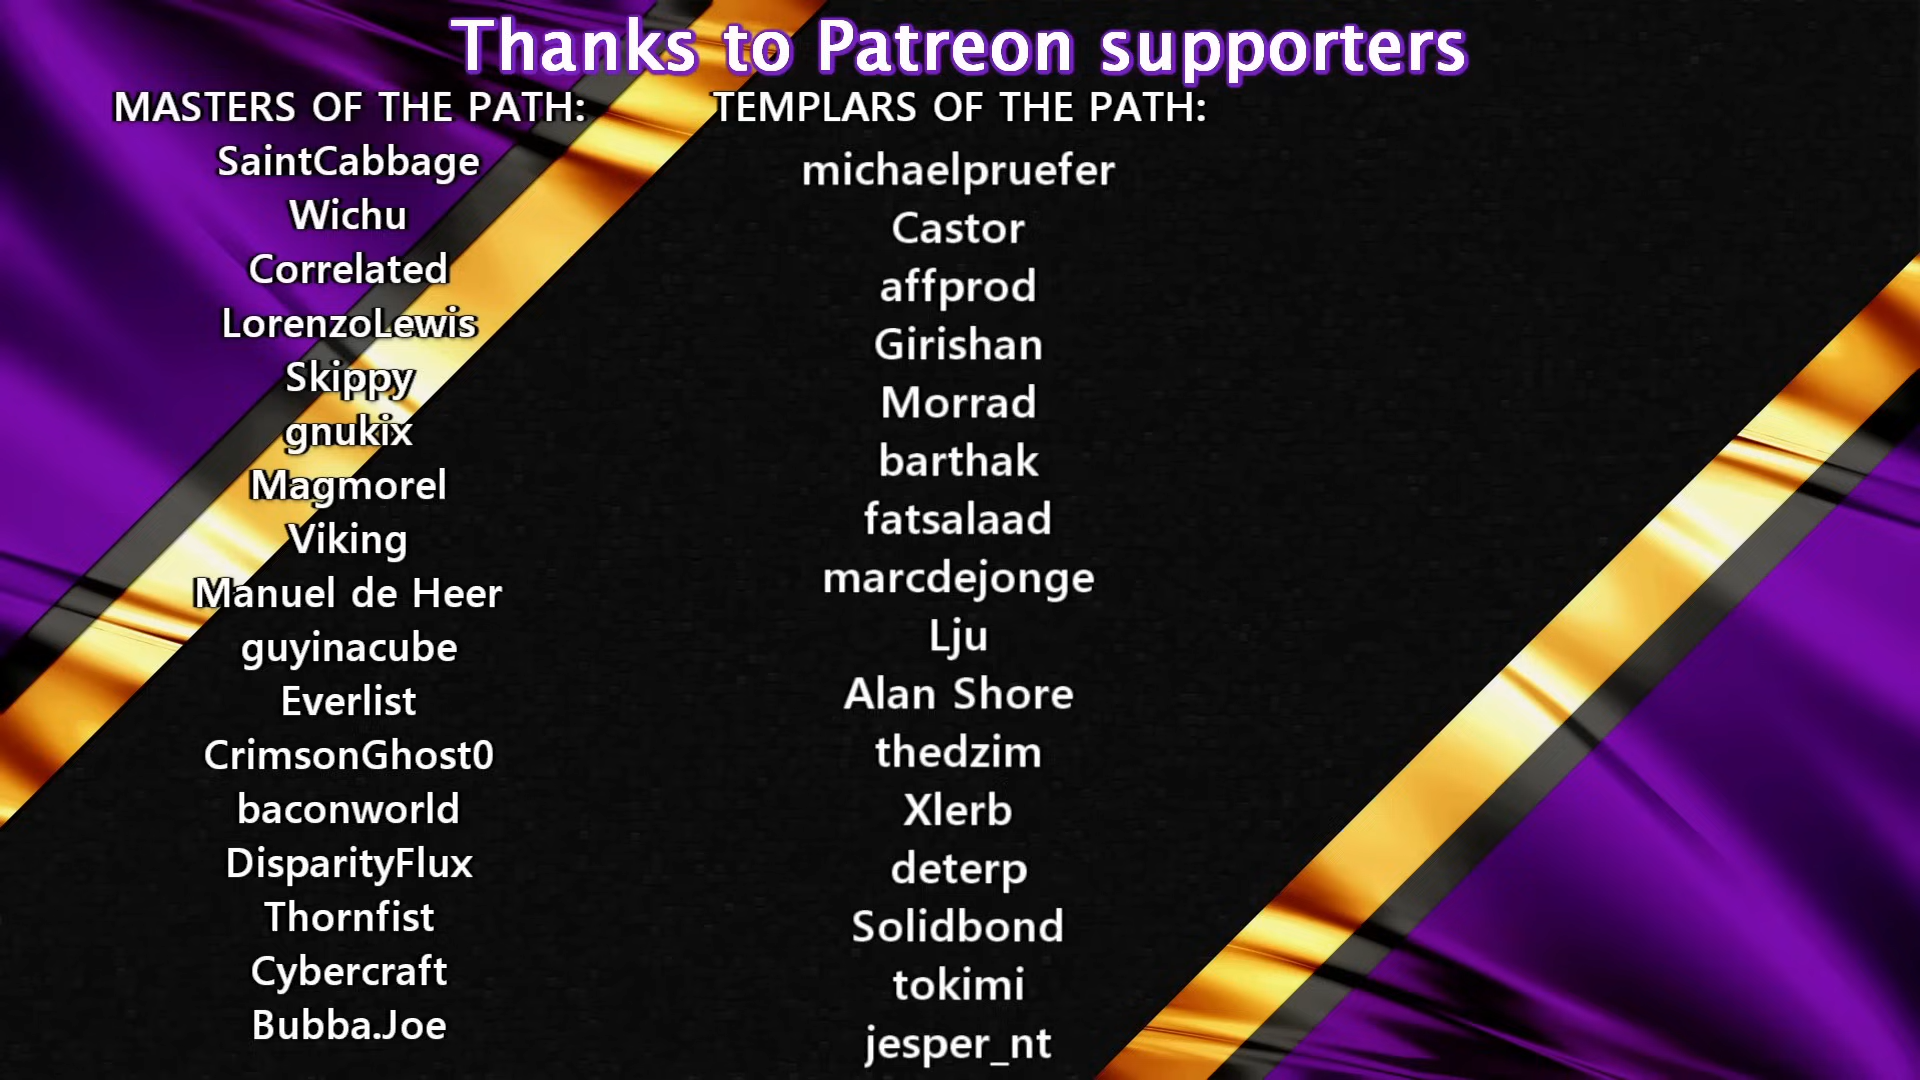 Thanks to Patreon supporters
MASTERS OF THE PATH:
SaintCabbage
Wichu
Correlated
LorenzoLewis
Skippy
gnukix
Magmorel
Viking
Manuel de Heer
guyinacube
Everlist
CrimsonGhost0
baconworld
DisparityFlux
Thornfist
Cybercraft
Bubba.Joe
TEMPLARS OF THE PATH:
michaelpruefer
Castor
affprod
Girishan
Morrad
barthak
fatsalaad
marcdejonge
Lju
Alan Shore
thedzim
Xlerb
deterp
Solidbond
tokimi
jesper_nt